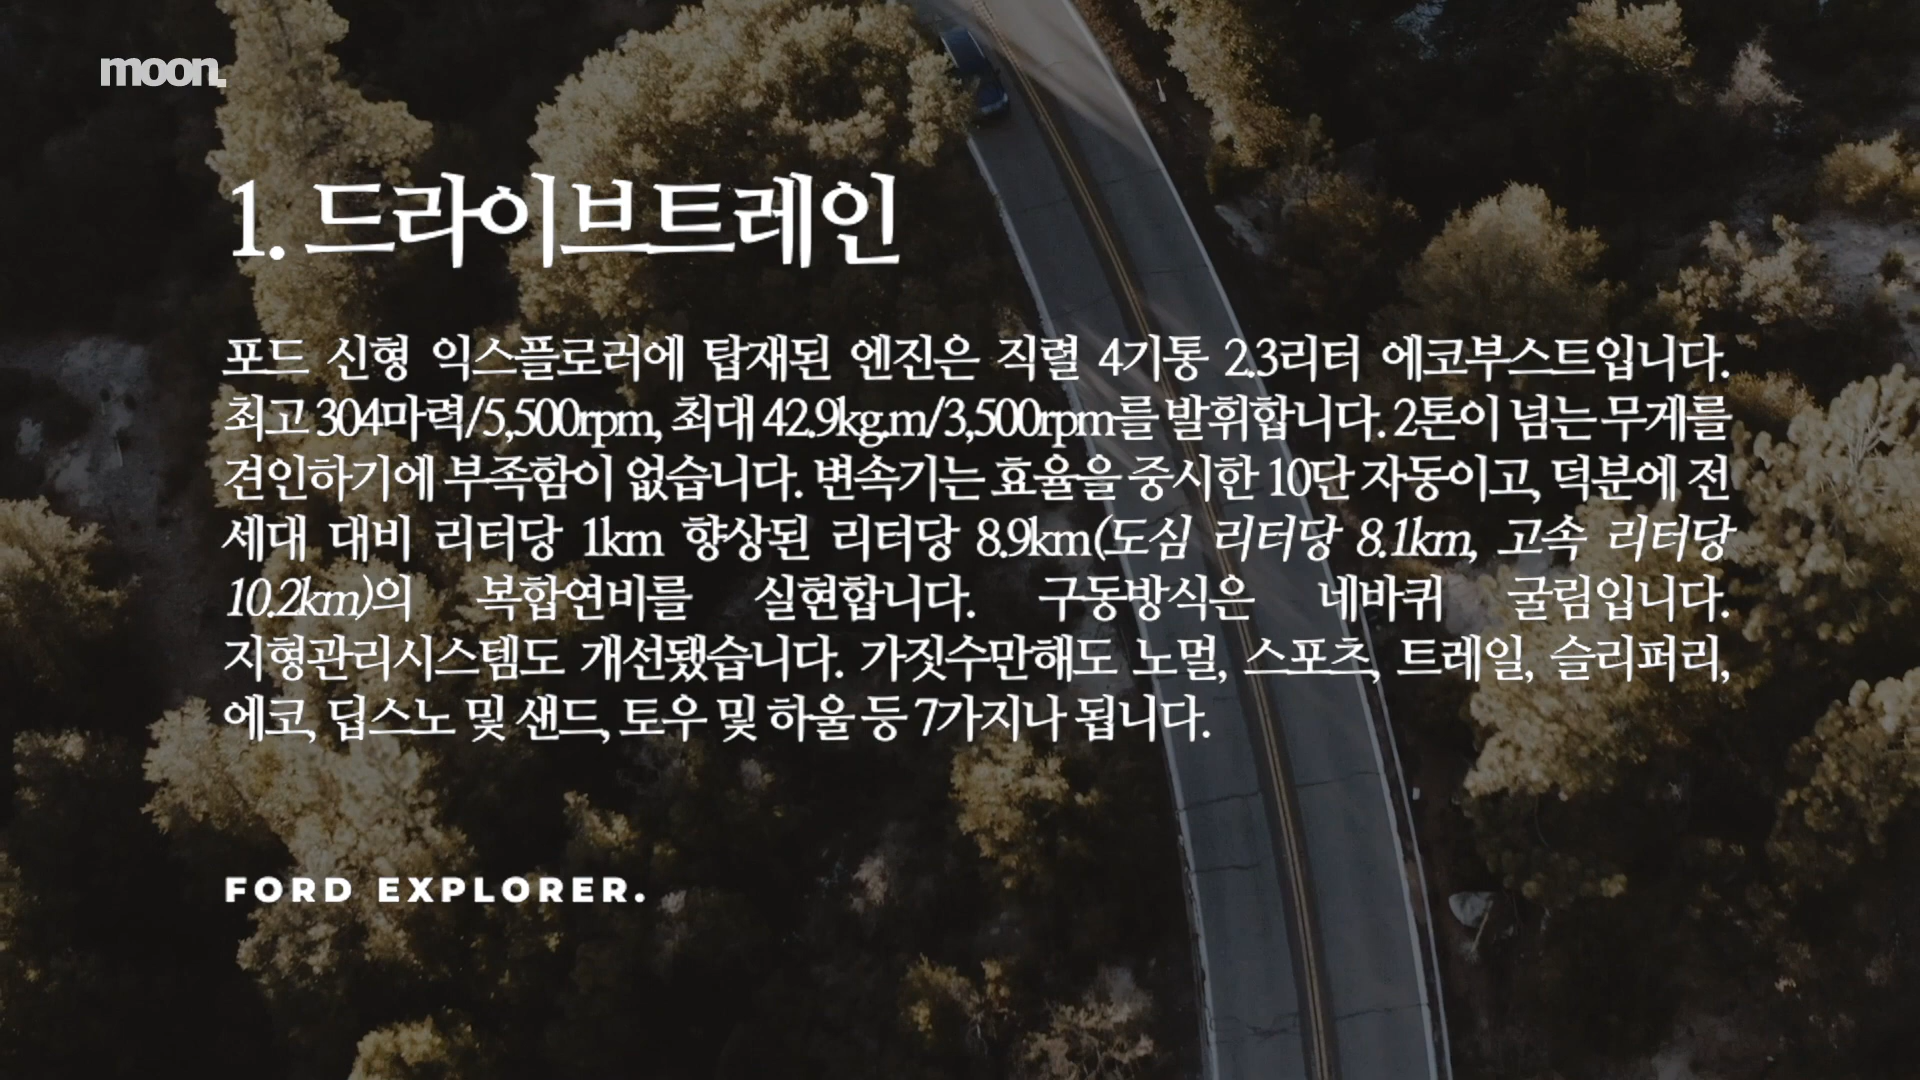 moon.
1. 드라이브트레인
포드 신형 익스플로러에 탑재된 엔진은 직렬 4기통 2.3리터 에코부스트입니다.
최고 304마력/5,500rpm, 최대 42.9kg.m/3,500rpm를 발휘합니다. 2톤이 넘는 무게를
견인하기에 부족함이 없습니다. 변속기는 효율을 중시한 10단 자동이고, 덕분에 전
세대 대비 리터당 1km 향상된 리터당 8.9km(도심 리터당 8.1km, 고속 리터당
10.2km)의 복합연비를 실현합니다. 구동방식은 네바퀴 굴림입니다.
지형관리시스템도 개선됐습니다. 가짓수만해도 노멀, 스포츠, 트레일, 슬리퍼리,
에코, 딥스노 및 샌드, 토우 및 하울 등 7가지나 됩니다.
FORD EXPLORER.